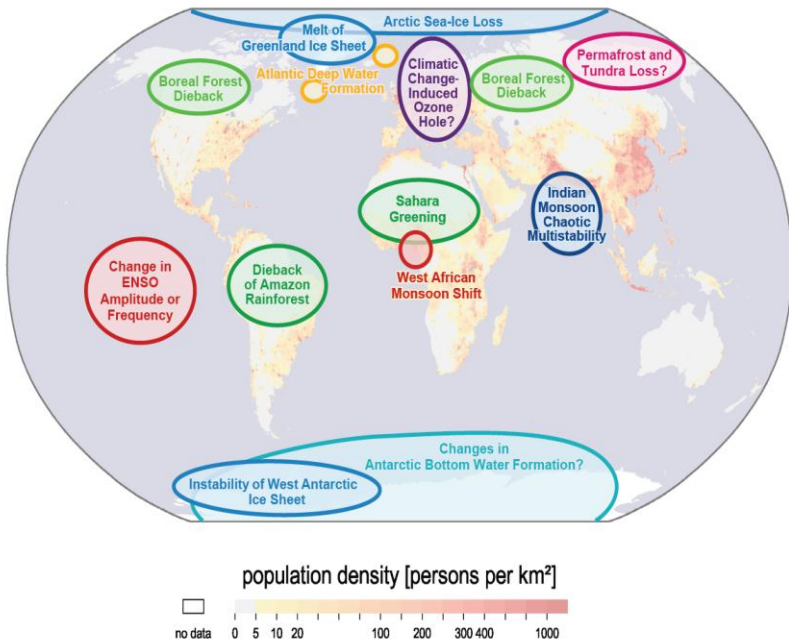 Arctic Sea-Ice Loss
Melt of
Greenland Ice Sheet
Atlantic Deep Water
Formation
Boreal Forest
Dieback
Climatic
Change-
Induced
Ozone
Hole?
Boreal Forest
Dieback
Permafrost and
Tundra Loss?
Sahara
Greening
Indian
Monsoon
Chaotic
Multistability
West African
Monsoon Shift
Change in
ENSO
Amplitude or
Frequency
Dieback
of Amazon
Rainforest
Changes in
Antarctic Bottom Water Formation?
Instability of West Antarctic
Ice Sheet
population density [persons per km²]
no data 0 5 10 20 100 200 300 400 1000